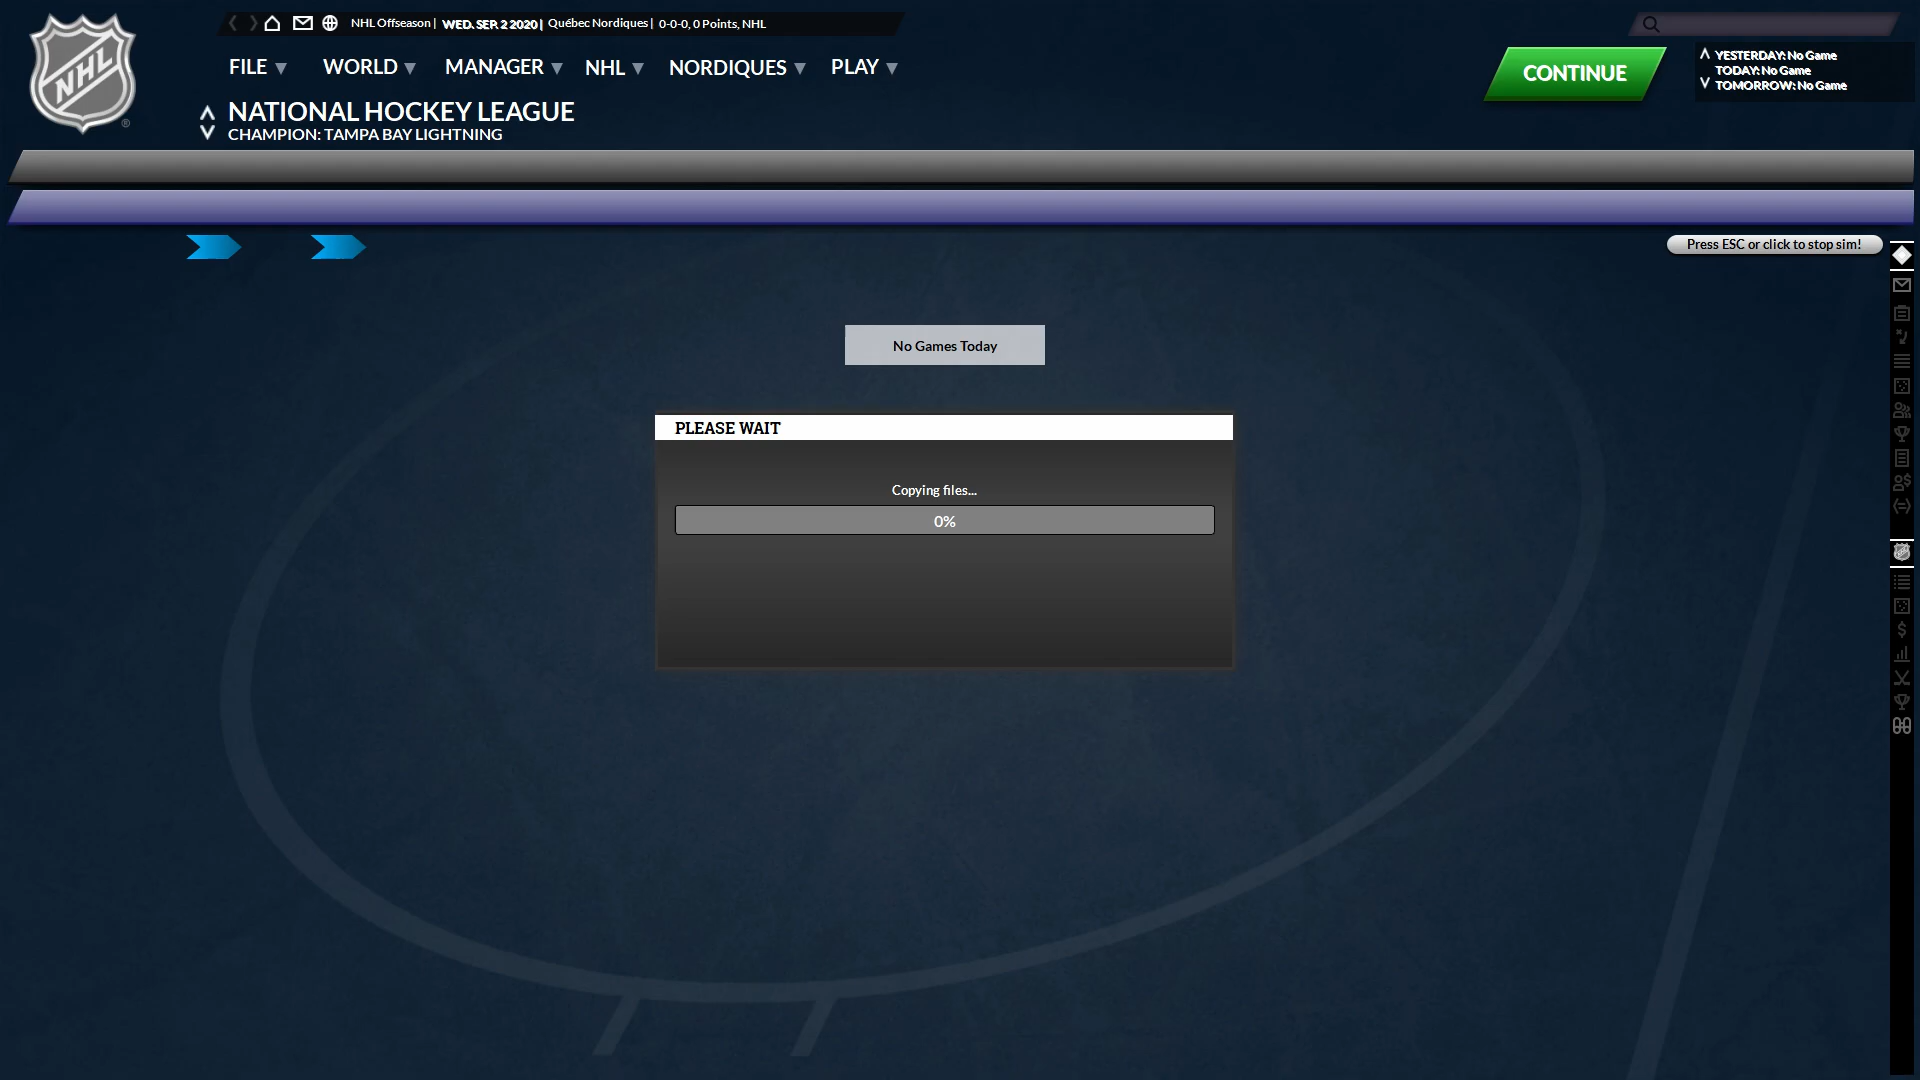 NHL Offseason | WED. SEP. 2 2020 | Québec Nordiques | 0-0-0, 0 Points, NHL
FILE WORLD MANAGER NHL NORDIQUES PLAY
CONTINUE
YESTERDAY: No Game
TODAY: No Game
TOMORROW: No Game
NHL
NATIONAL HOCKEY LEAGUE
CHAMPION: TAMPA BAY LIGHTNING
Press ESC or click to stop sim!
No Games Today
PLEASE WAIT
Copying files...
0%